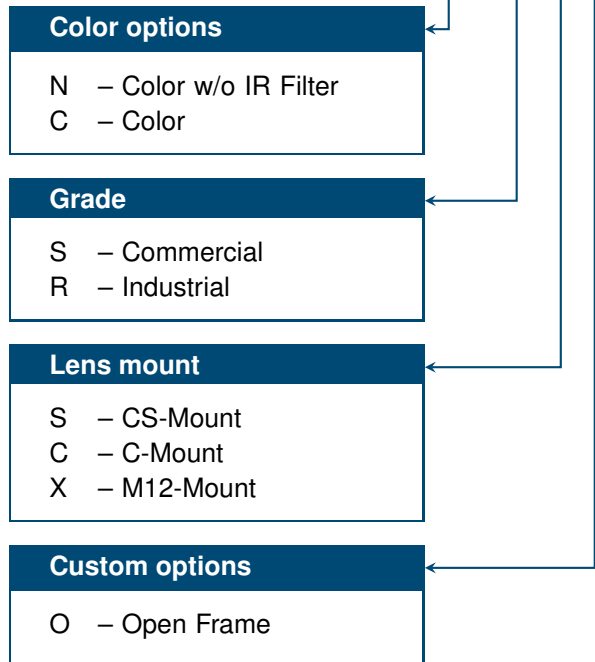 Color options
N – Color w/o IR Filter
C – Color
Grade
S – Commercial
R – Industrial
Lens mount
S – CS-Mount
C – C-Mount
X – M12-Mount
Custom options
O – Open Frame